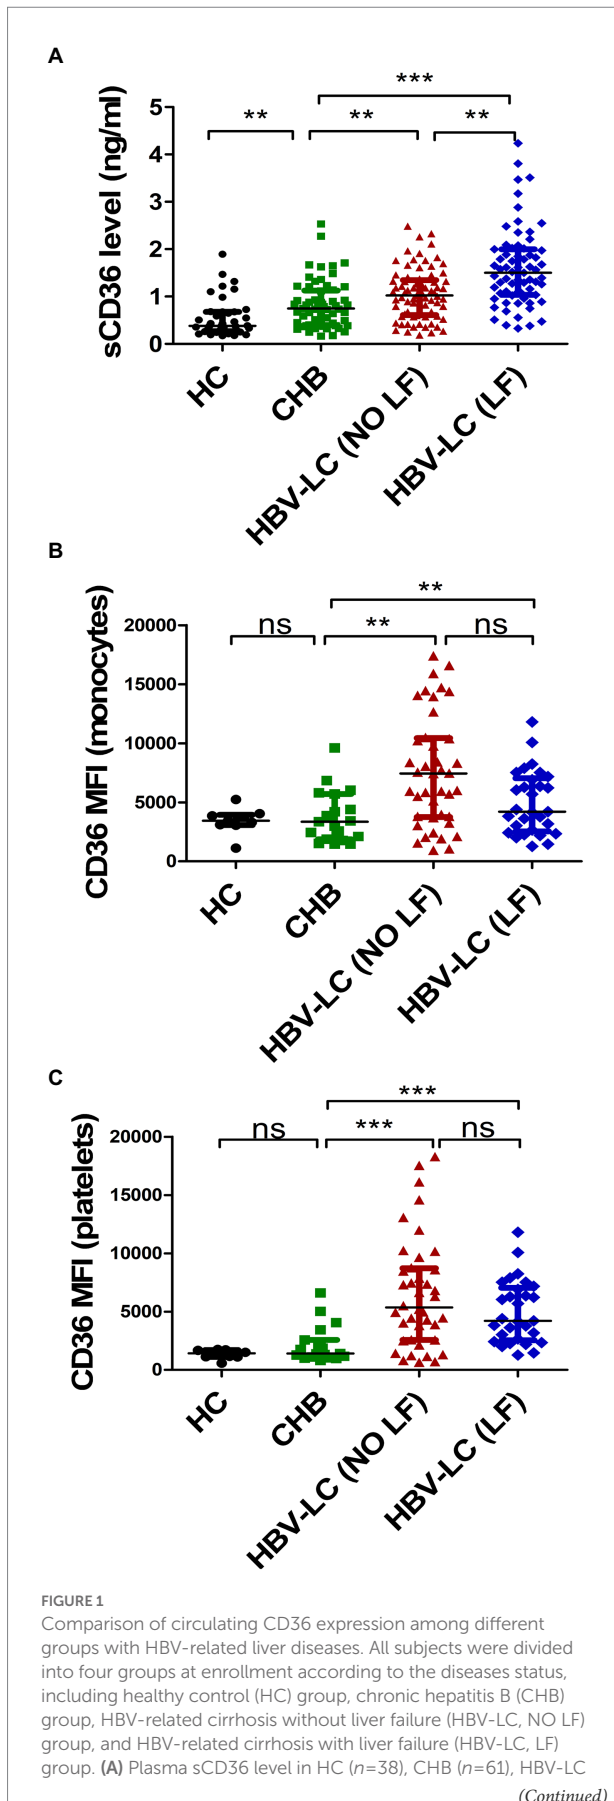 A
***
** ** **
sCD36 level (ng/ml)
5
4
3
2
1
0
HC
CHB
HBV-LC (NO LF)
HBV-LC (LF)
B
**
ns ** ns
CD36 MFI (monocytes)
20000
15000
10000
5000
0
HC
CHB
HBV-LC (NO LF)
HBV-LC (LF)
C
***
ns *** ns
CD36 MFI (platelets)
20000
15000
10000
5000
0
HC
CHB
HBV-LC (NO LF)
HBV-LC (LF)
FIGURE 1
Comparison of circulating CD36 expression among different
groups with HBV-related liver diseases. All subjects were divided
into four groups at enrollment according to the diseases status,
including healthy control (HC) group, chronic hepatitis B (CHB)
group, HBV-related cirrhosis without liver failure (HBV-LC, NO LF)
group, and HBV-related cirrhosis with liver failure (HBV-LC, LF)
group. (A) Plasma sCD36 level in HC (n=38), CHB (n=61), HBV-LC
(Continued)